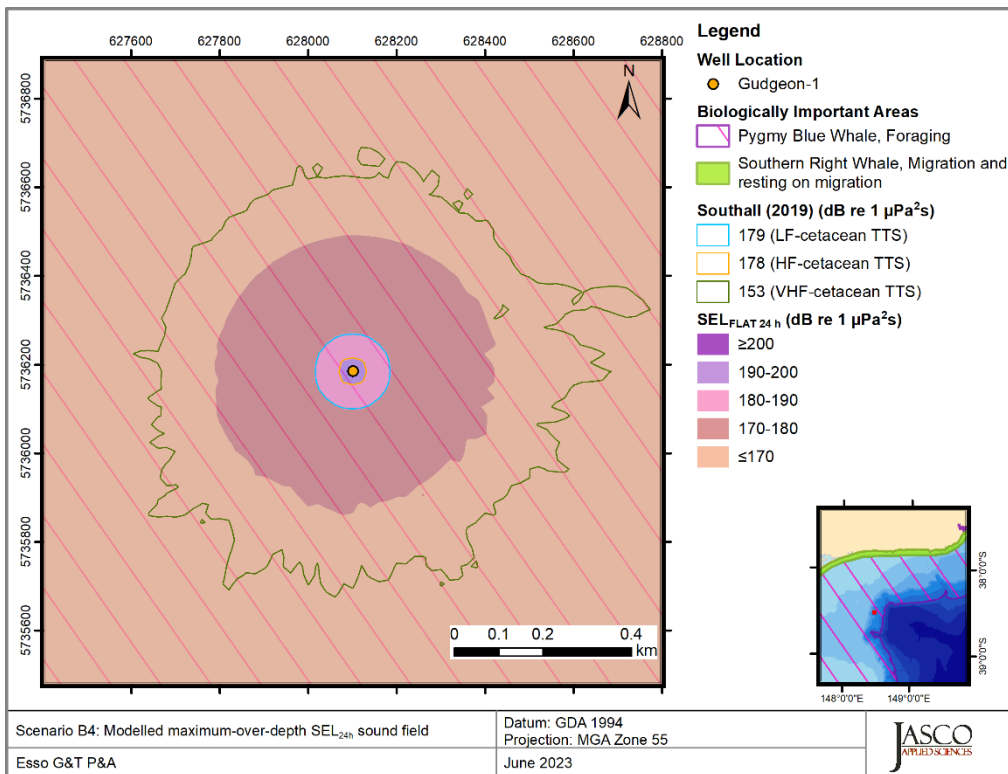 627600 627800 628000 628200 628400 628600 628800
5736800
5736600
5736400
5736200
5736000
5735800
5735600
N
0 0.1 0.2 0.4
km
Legend
Well Location
Gudgeon-1
Biologically Important Areas
Pygmy Blue Whale, Foraging
Southern Right Whale, Migration and
resting on migration
Southall (2019) (dB re 1 µPa²s)
179 (LF-cetacean TTS)
178 (HF-cetacean TTS)
153 (VHF-cetacean TTS)
SEL FLAT 24 h (dB re 1 µPa²s)
≥200
190-200
180-190
170-180
≤170
38°0'0"S
39°0'0"S
148°0'0"E 149°0'0"E
Scenario B4: Modelled maximum-over-depth SEL24h sound field
Esso G&T P&A
Datum: GDA 1994
Projection: MGA Zone 55
June 2023
JASCO
APPLIED SCIENCES